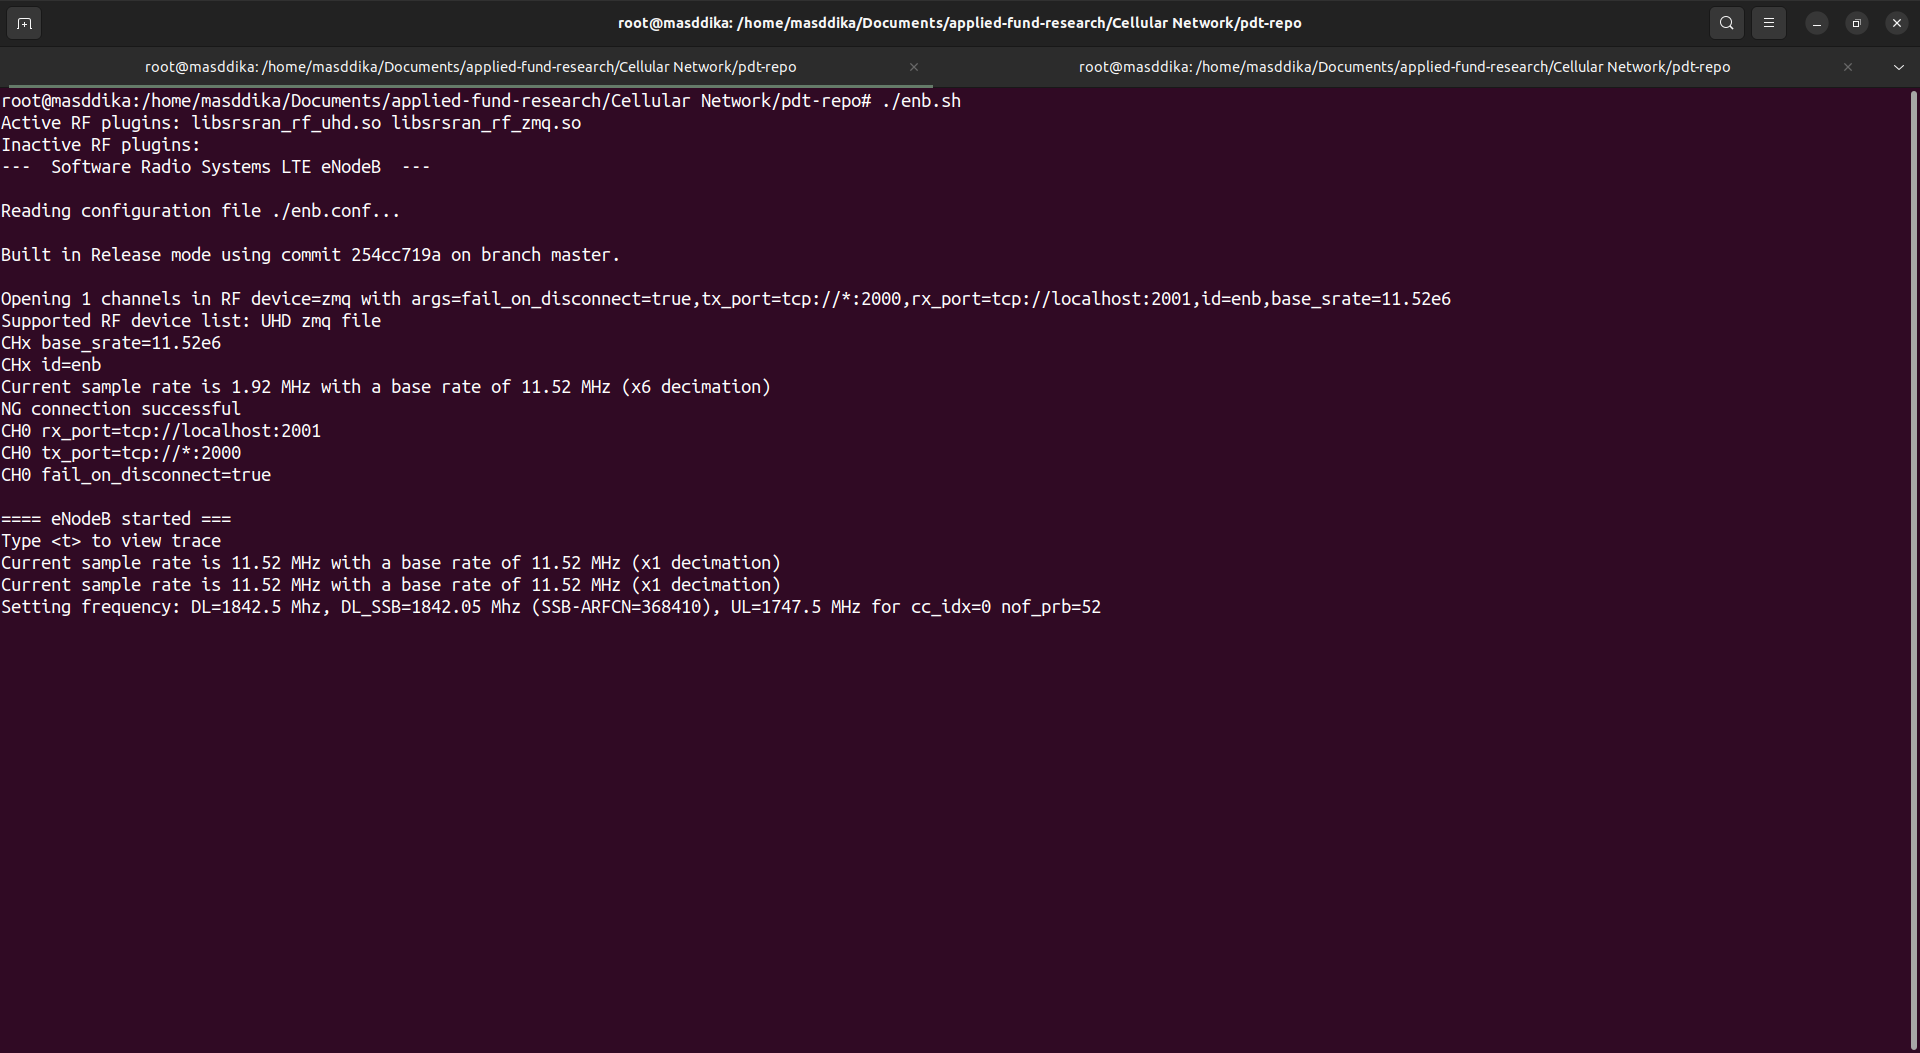 root@masddika: /home/masddika/Documents/applied-fund-research/Cellular Network/pdt-repo
root@masddika: /home/masddika/Documents/applied-fund-research/Cellular Network/pdt-repo
root@masddika: /home/masddika/Documents/applied-fund-research/Cellular Network/pdt-repo
root@masddika:/home/masddika/Documents/applied-fund-research/Cellular Network/pdt-repo# ./enb.sh
Active RF plugins: libsrsran_rf_uhd.so libsrsran_rf_zmq.so
Inactive RF plugins:
---  Software Radio Systems LTE eNodeB  ---
Reading configuration file ./enb.conf...
Built in Release mode using commit 254cc719a on branch master.
Opening 1 channels in RF device=zmq with args=fail_on_disconnect=true,tx_port=tcp://*:2000,rx_port=tcp://localhost:2001,id=enb,base_srate=11.52e6
Supported RF device list: UHD zmq file
CHx base_srate=11.52e6
CHx id=enb
Current sample rate is 1.92 MHz with a base rate of 11.52 MHz (x6 decimation)
NG connection successful
CH0 rx_port=tcp://localhost:2001
CH0 tx_port=tcp://*:2000
CH0 fail_on_disconnect=true
==== eNodeB started ===
Type <t> to view trace
Current sample rate is 11.52 MHz with a base rate of 11.52 MHz (x1 decimation)
Current sample rate is 11.52 MHz with a base rate of 11.52 MHz (x1 decimation)
Setting frequency: DL=1842.5 Mhz, DL_SSB=1842.05 Mhz (SSB-ARFCN=368410), UL=1747.5 MHz for cc_idx=0 nof_prb=52